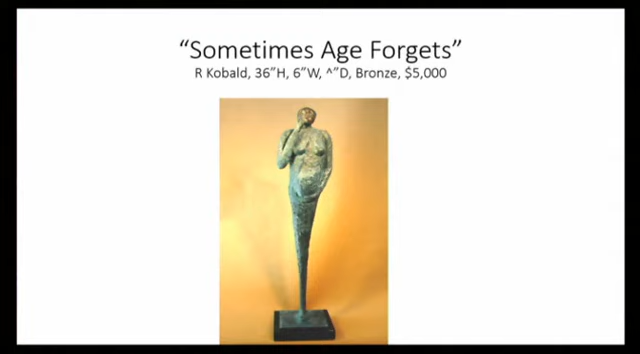 “Sometimes Age Forgets”
R Kobald, 36”H, 6”W, ^”D, Bronze, $5,000